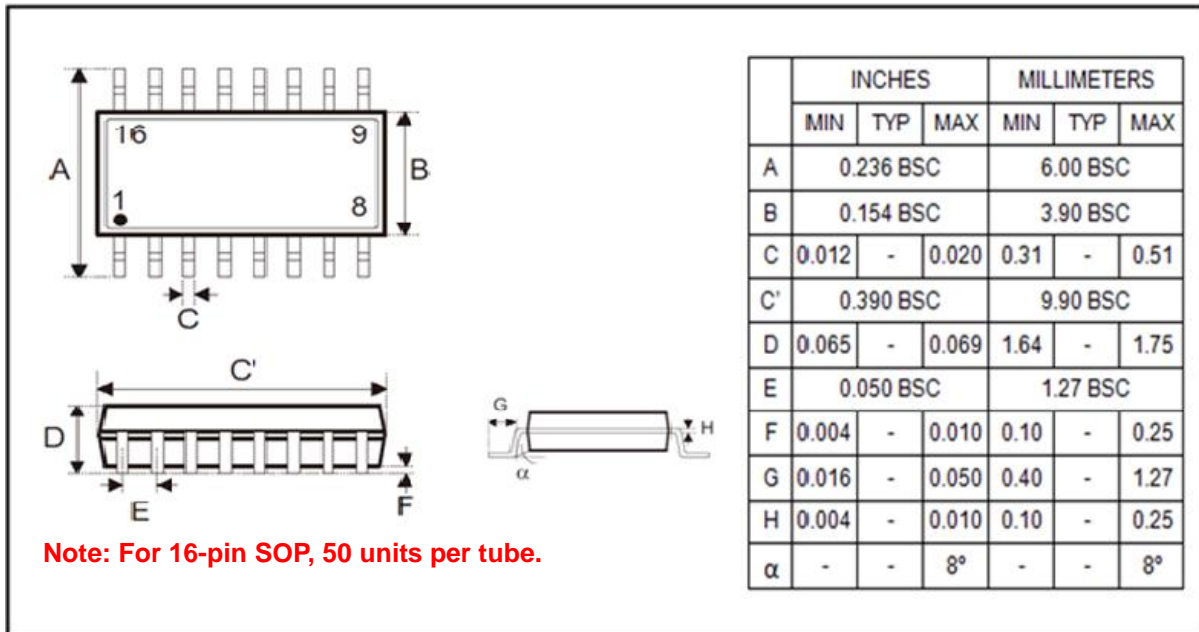 A
16
9
B
1
8
C
C'
D
E
F
G
H
α
Note: For 16-pin SOP, 50 units per tube.
INCHES MILLIMETERS
MIN TYP MAX MIN TYP MAX
A 0.236 BSC 6.00 BSC
B 0.154 BSC 3.90 BSC
C 0.012 - 0.020 0.31 - 0.51
C' 0.390 BSC 9.90 BSC
D 0.065 - 0.069 1.64 - 1.75
E 0.050 BSC 1.27 BSC
F 0.004 - 0.010 0.10 - 0.25
G 0.016 - 0.050 0.40 - 1.27
H 0.004 - 0.010 0.10 - 0.25
α - - 8º - - 8º